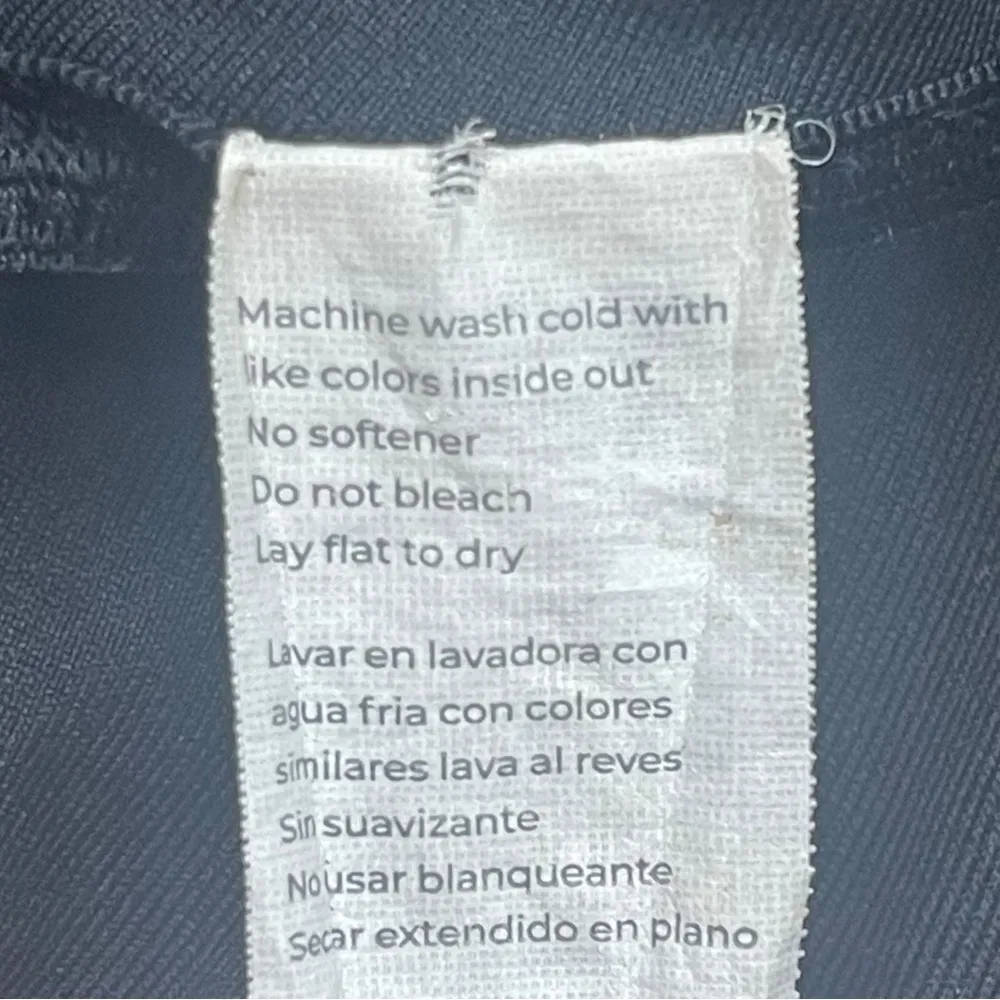 Machine wash cold with
like colors inside out
No softener
Do not bleach
Lay flat to dry
Lavar en lavadora con
agua fria con colores
similares lava al reves
Sin suavizante
No usar blanqueante
Secar extendido en plano